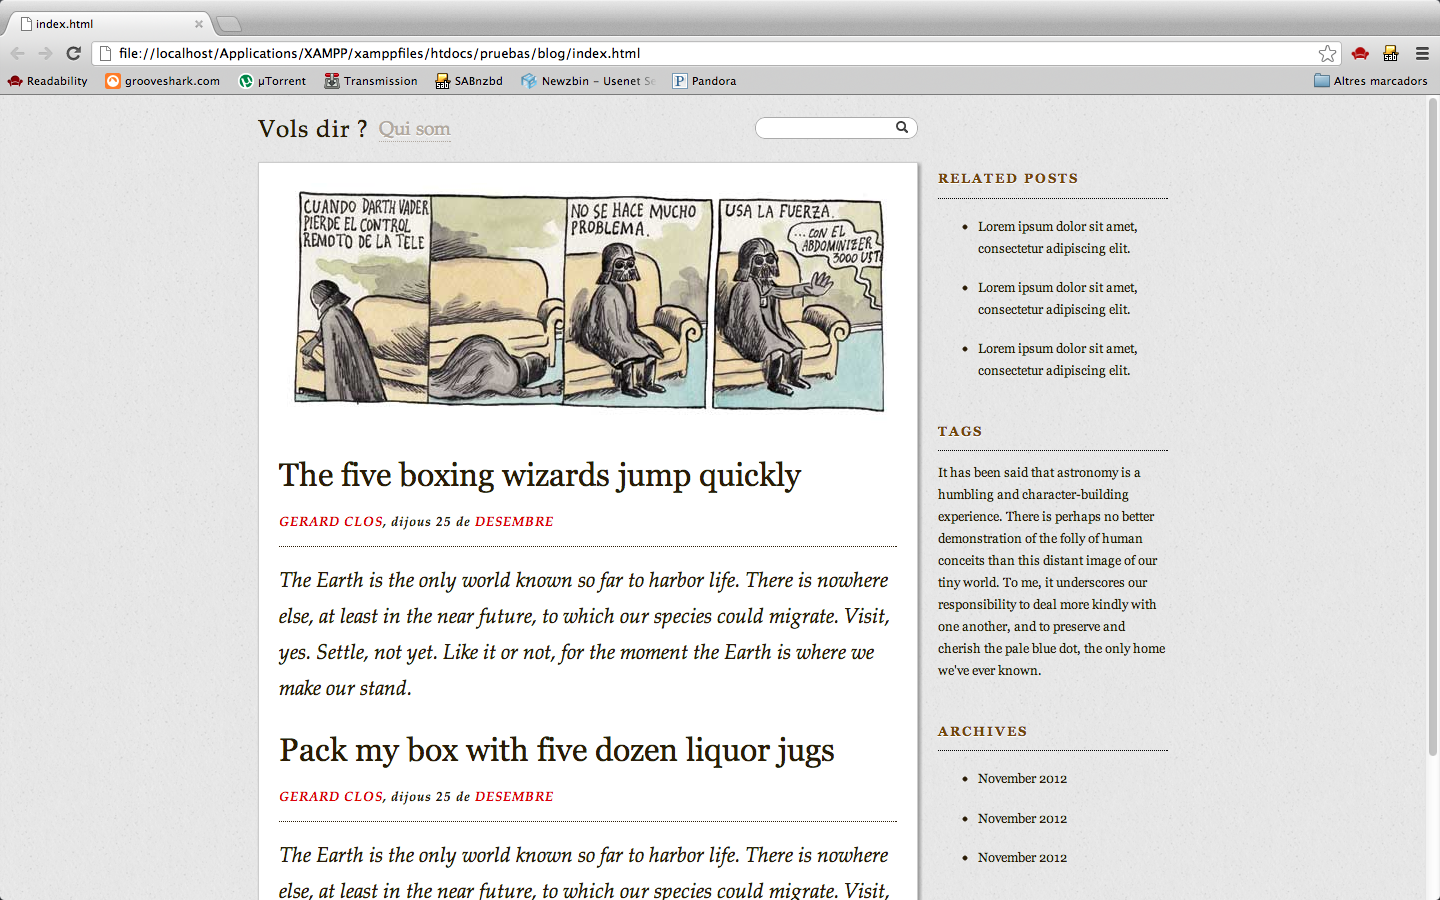 index.html
file://localhost/Applications/XAMPP/xamppfiles/htdocs/pruebas/blog/index.html
Readability
grooveshark.com
µTorrent
Transmission
SABnzbd
Newzbin – Usenet Se
P Pandora
Altres marcadors
Vols dir ? Qui som
CUANDO DARTH VADER
PIERDE EL CONTROL
REMOTO DE LA TELE
NO SE HACE MUCHO
PROBLEMA.
USA LA FUERZA.
...CON EL
ABDOMINIZER
3000 UST
The five boxing wizards jump quickly
GERARD CLOS, dijous 25 de DESEMBRE
The Earth is the only world known so far to harbor life. There is nowhere
else, at least in the near future, to which our species could migrate. Visit,
yes. Settle, not yet. Like it or not, for the moment the Earth is where we
make our stand.
Pack my box with five dozen liquor jugs
GERARD CLOS, dijous 25 de DESEMBRE
The Earth is the only world known so far to harbor life. There is nowhere
else, at least in the near future, to which our species could migrate. Visit,
RELATED POSTS
• Lorem ipsum dolor sit amet,
consectetur adipiscing elit.
• Lorem ipsum dolor sit amet,
consectetur adipiscing elit.
• Lorem ipsum dolor sit amet,
consectetur adipiscing elit.
TAGS
It has been said that astronomy is a
humbling and character-building
experience. There is perhaps no better
demonstration of the folly of human
conceits than this distant image of our
tiny world. To me, it underscores our
responsibility to deal more kindly with
one another, and to preserve and
cherish the pale blue dot, the only home
we've ever known.
ARCHIVES
• November 2012
• November 2012
• November 2012